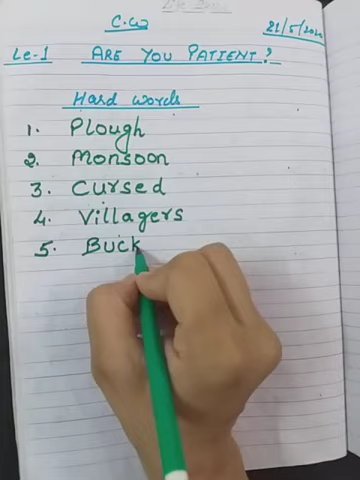 C.W
21/5/2020
Le-1 ARE YOU PATIENT?
Hard words
1. Plough
2. Monsoon
3. Cursed
4. Villagers
5. Buck